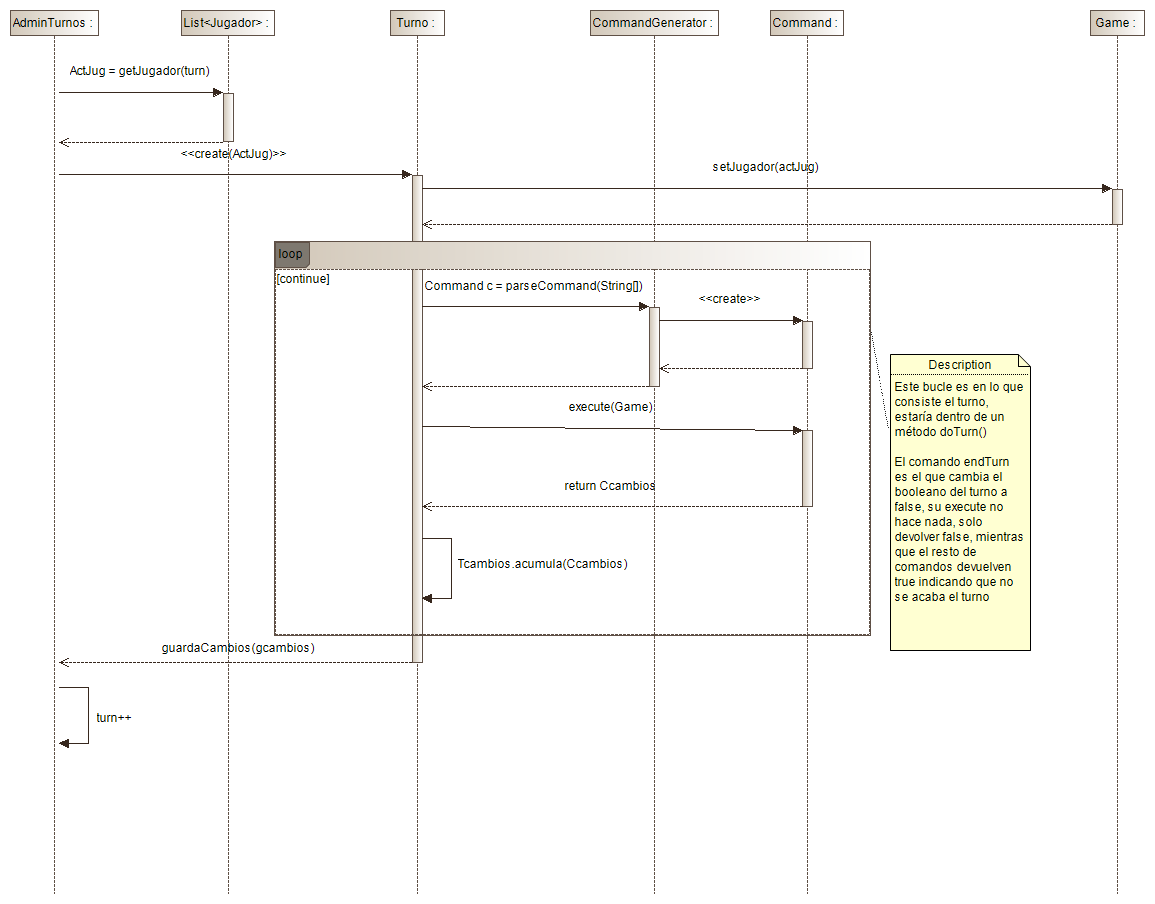 AdminTurnos :
List<Jugador> :
Turno :
CommandGenerator :
Command :
Game :
ActJug = getJugador(turn)
<<create(ActJug)>>
setJugador(actJug)
loop
[continue]
Command c = parseCommand(String[])
<<create>>
execute(Game)
return Ccambios
Tcambios.acumula(Ccambios)
Description
Este bucle es en lo que
consiste el turno,
estaría dentro de un
método doTurn()
El comando endTurn
es el que cambia el
booleano del turno a
false, su execute no
hace nada, solo
devolver false, mientras
que el resto de
comandos devuelven
true indicando que no
se acaba el turno
guardaCambios(gcambios)
turn++